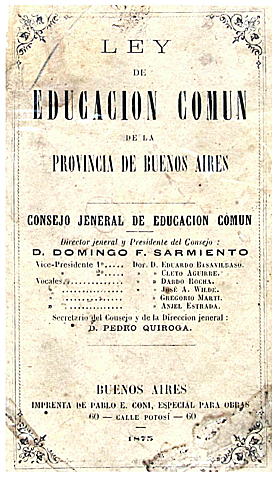 LEY
DE
EDUCACION COMUN
DE LA
PROVINCIA DE BUENOS AIRES
CONSEJO JENERAL DE EDUCACION COMUN
Director jeneral y Presidente del Consejo :
D. DOMINGO F. SARMIENTO
Vice-Presidente 1º..... Dor. D. EDUARDO BASAVILBASO.
» 2º..... » » CLETO AGUIRRE.
Vocales............... » » DARDO ROCHA.
» ............... » » JOSÉ A. WILDE.
» ............... » » GREGORIO MARTI.
» ............... » » ANJEL ESTRADA.
Secretario del Consejo y de la Direccion jeneral :
D. PEDRO QUIROGA.
BUENOS AIRES
IMPRENTA DE PABLO E. CONI, ESPECIAL PARA OBRAS
60 — CALLE POTOSÍ — 60
1875